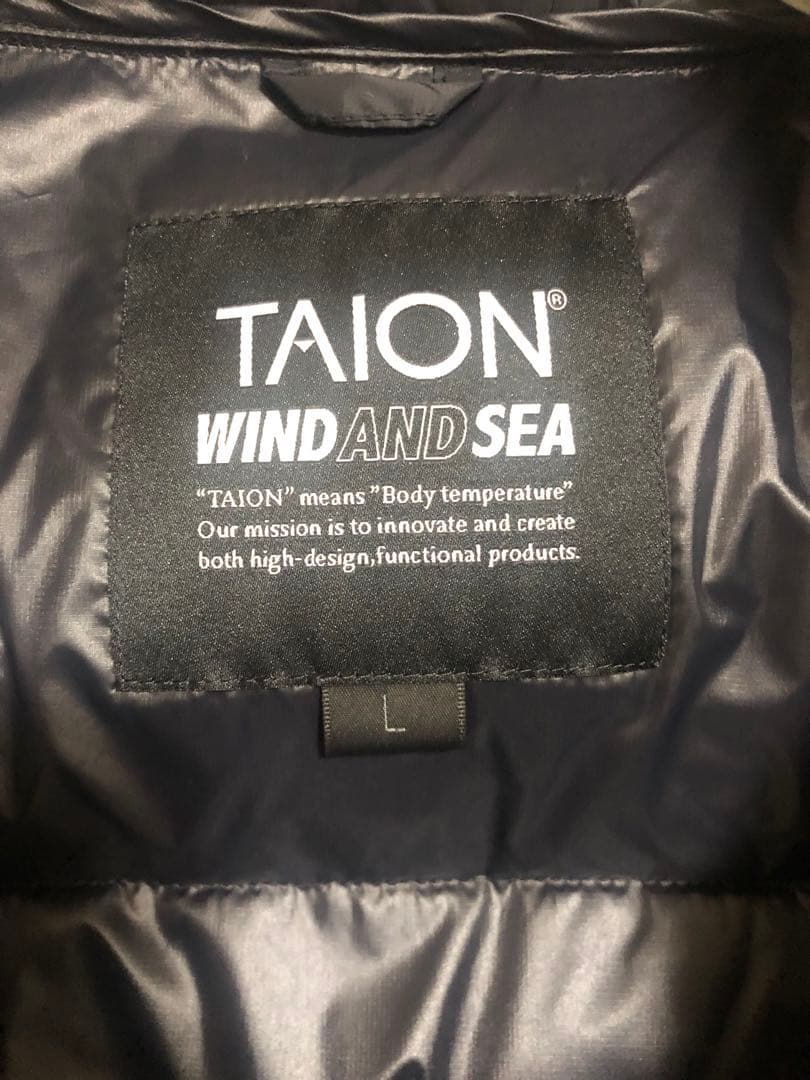 TAION®
WINDANDSEA
“TAION” means ”Body temperature”
Our mission is to innovate and create
both high-design,functional products.
L